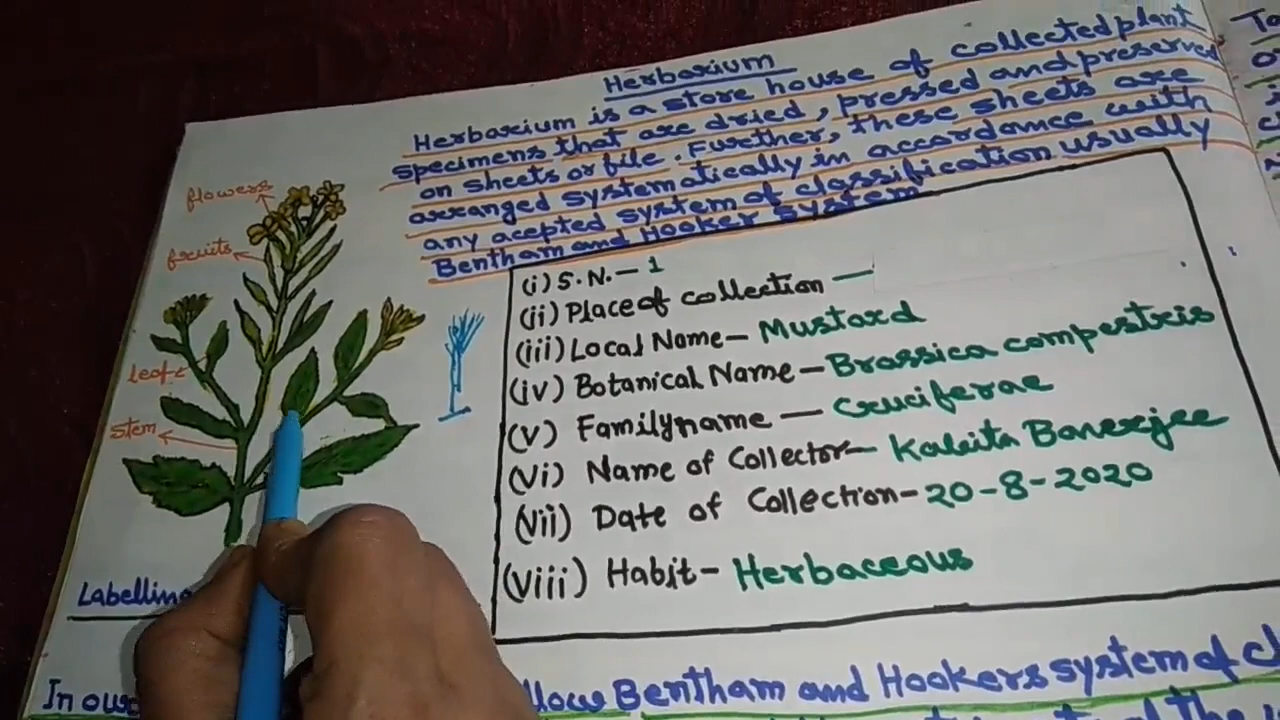 Herbarium
Herbarium is a store house of collected plant
specimens that are dried, pressed and preserved
on sheets or file. Further, these sheets are
arranged systematically in accordance with
any acepted system of classification usually
Bentham and Hooker system
flowers
fruits
leaf
stem
(i) S.N.- 1
(ii) Place of collection -
(iii) Local Name- Mustard
(iv) Botanical Name- Brassica compestris
(v) Family name - Cruciferae
(vi) Name of Collector- Banerjee
(vii) Date of Collection- 20-8-2020
(viii) Habit- Herbaceous
In our Bentham and Hookers system of